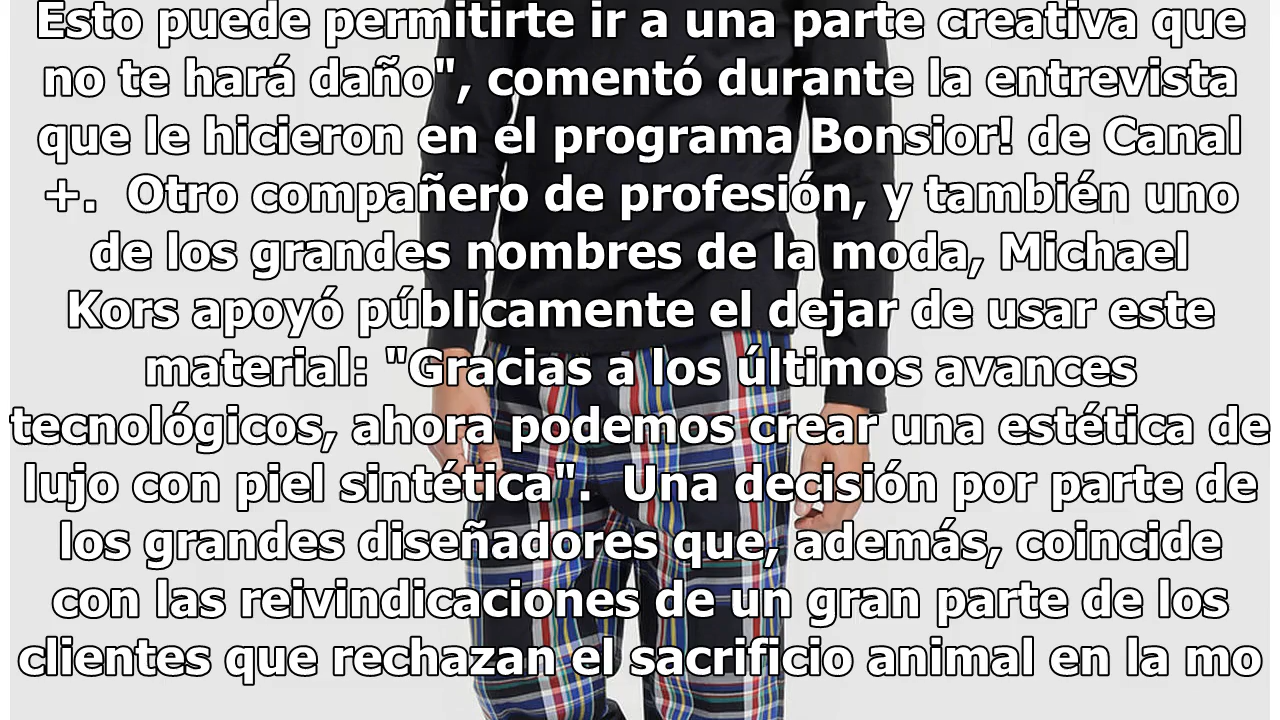 Esto puede permitirte ir a una parte creativa que
no te hará daño", comentó durante la entrevista
que le hicieron en el programa Bonsior! de Canal
+.  Otro compañero de profesión, y también uno
de los grandes nombres de la moda, Michael
Kors apoyó públicamente el dejar de usar este
material: "Gracias a los últimos avances
tecnológicos, ahora podemos crear una estética de
lujo con piel sintética".  Una decisión por parte de
los grandes diseñadores que, además, coincide
con las reivindicaciones de un gran parte de los
clientes que rechazan el sacrificio animal en la mo